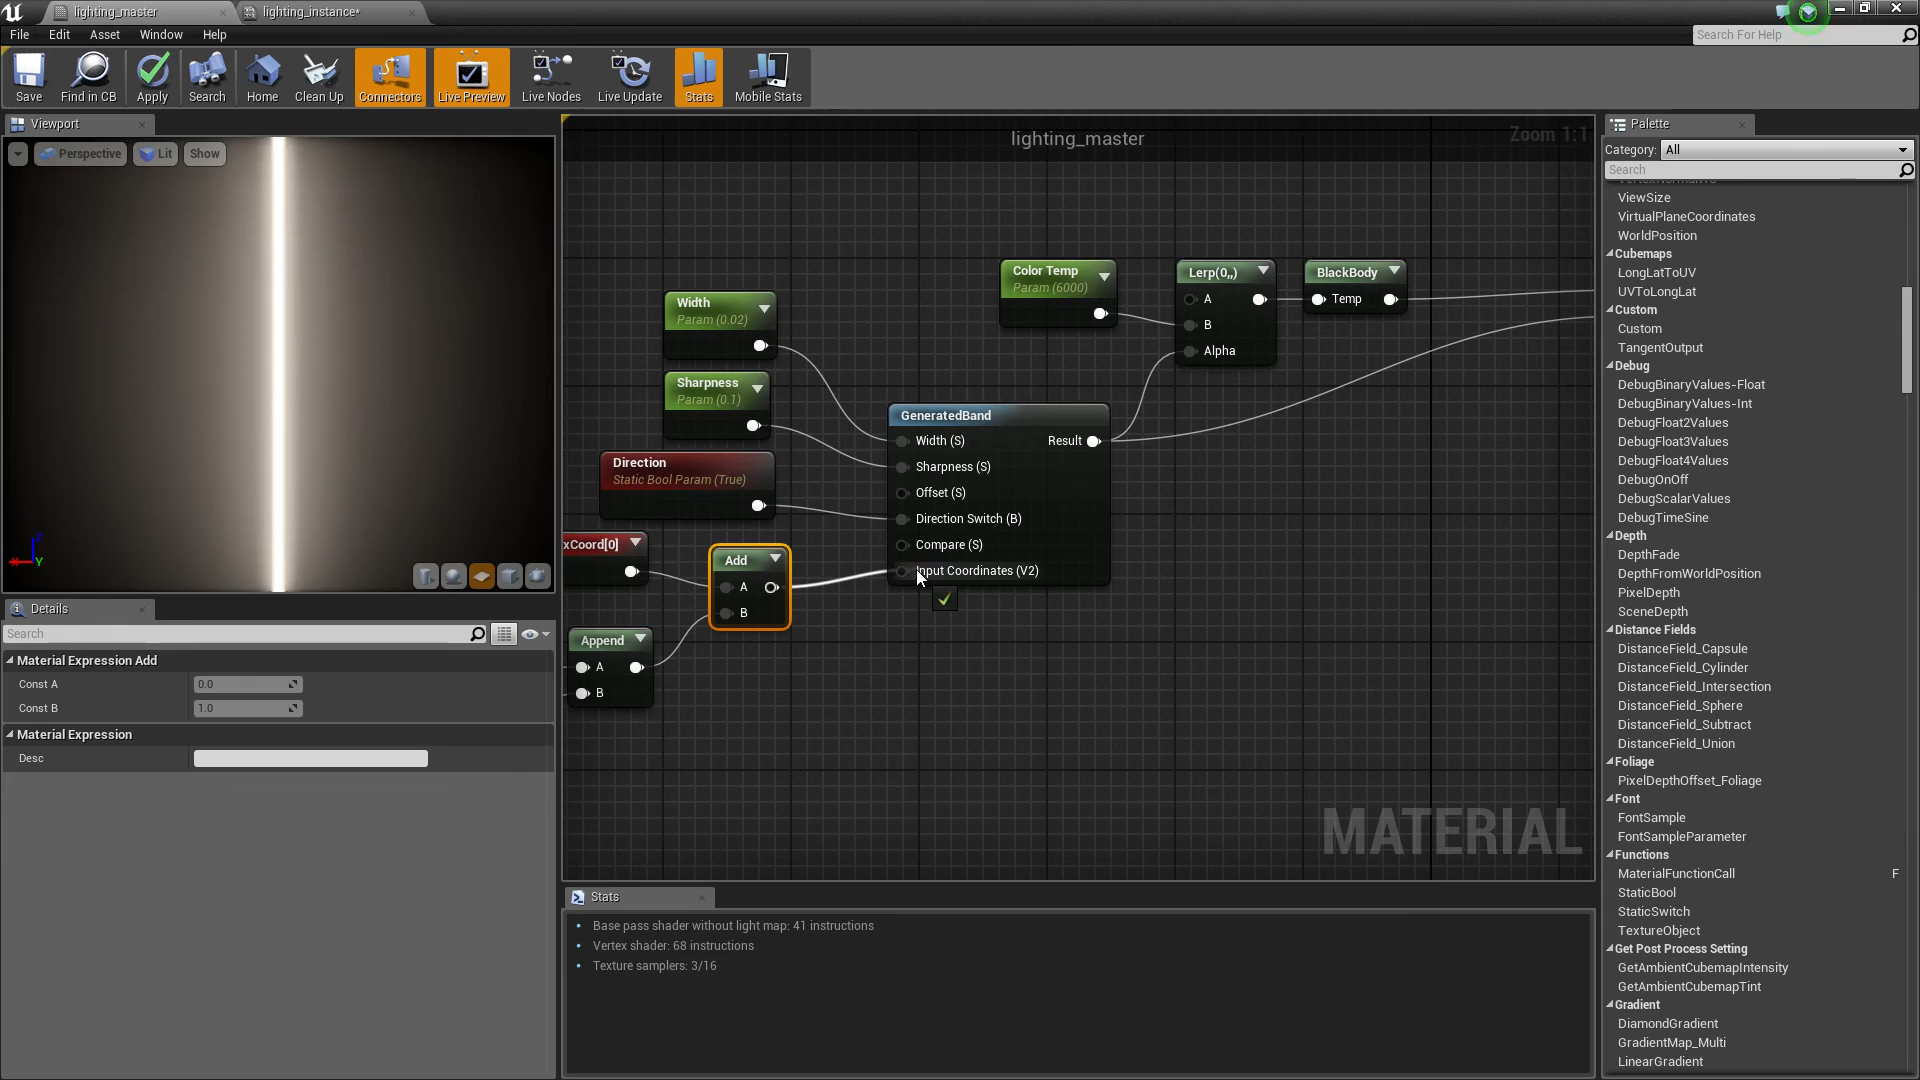 lighting_master
lighting_instance*
File Edit Asset Window Help
Search For Help
Save
Find in CB
Apply
Search
Home
Clean Up
Connectors
Live Preview
Live Nodes
Live Update
Stats
Mobile Stats
Viewport
Perspective
Lit
Show
Z
X
Y
Details
Search
Material Expression Add
Const A 0.0
Const B 1.0
Material Expression
Desc
lighting_master
Zoom 1:1
Color Temp
Param (6000)
Lerp(0,,)
A
B
Alpha
BlackBody
Temp
Width
Param (0.02)
Sharpness
Param (0.1)
Direction
Static Bool Param (True)
xCoord[0]
Add
A
B
Append
A
B
GeneratedBand
Width (S) Result
Sharpness (S)
Offset (S)
Direction Switch (B)
Compare (S)
Input Coordinates (V2)
MATERIAL
Stats
Base pass shader without light map: 41 instructions
Vertex shader: 68 instructions
Texture samplers: 3/16
Palette
Category: All
Search
ViewSize
VirtualPlaneCoordinates
WorldPosition
Cubemaps
LongLatToUV
UVToLongLat
Custom
Custom
TangentOutput
Debug
DebugBinaryValues-Float
DebugBinaryValues-Int
DebugFloat2Values
DebugFloat3Values
DebugFloat4Values
DebugOnOff
DebugScalarValues
DebugTimeSine
Depth
DepthFade
DepthFromWorldPosition
PixelDepth
SceneDepth
Distance Fields
DistanceField_Capsule
DistanceField_Cylinder
DistanceField_Intersection
DistanceField_Sphere
DistanceField_Subtract
DistanceField_Union
Foliage
PixelDepthOffset_Foliage
Font
FontSample
FontSampleParameter
Functions
MaterialFunctionCall F
StaticBool
StaticSwitch
TextureObject
Get Post Process Setting
GetAmbientCubemapIntensity
GetAmbientCubemapTint
Gradient
DiamondGradient
GradientMap_Multi
LinearGradient